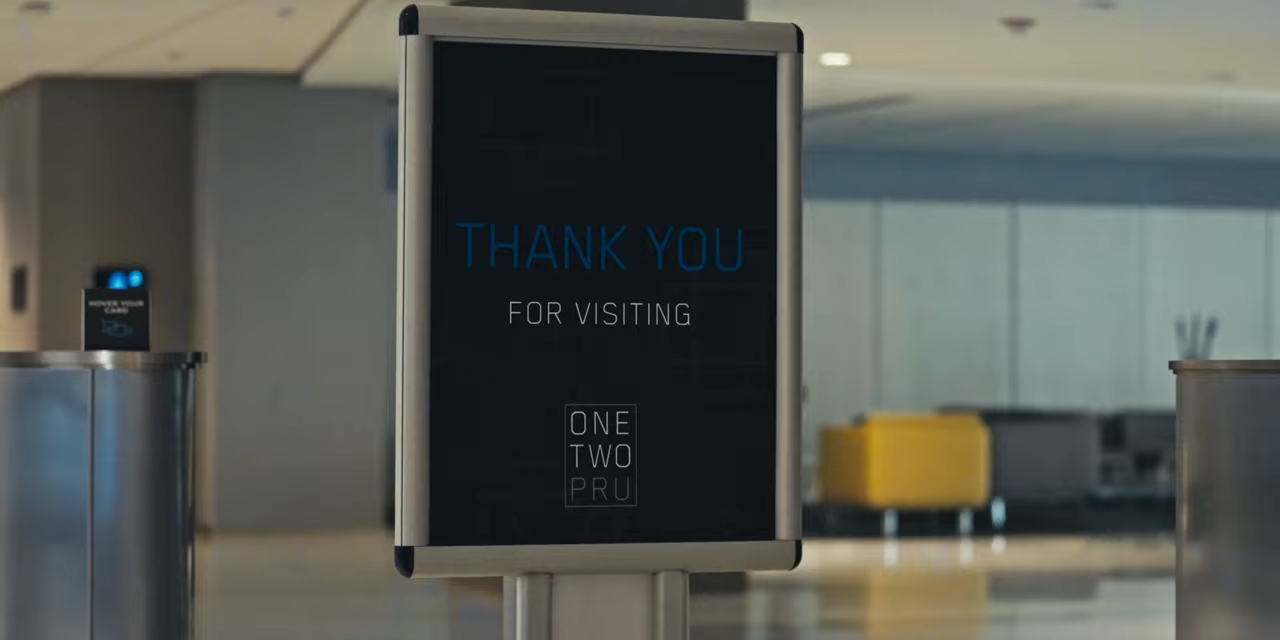 THANK YOU
FOR VISITING
ONE
TWO
PRU
HOVER YOUR
CARD